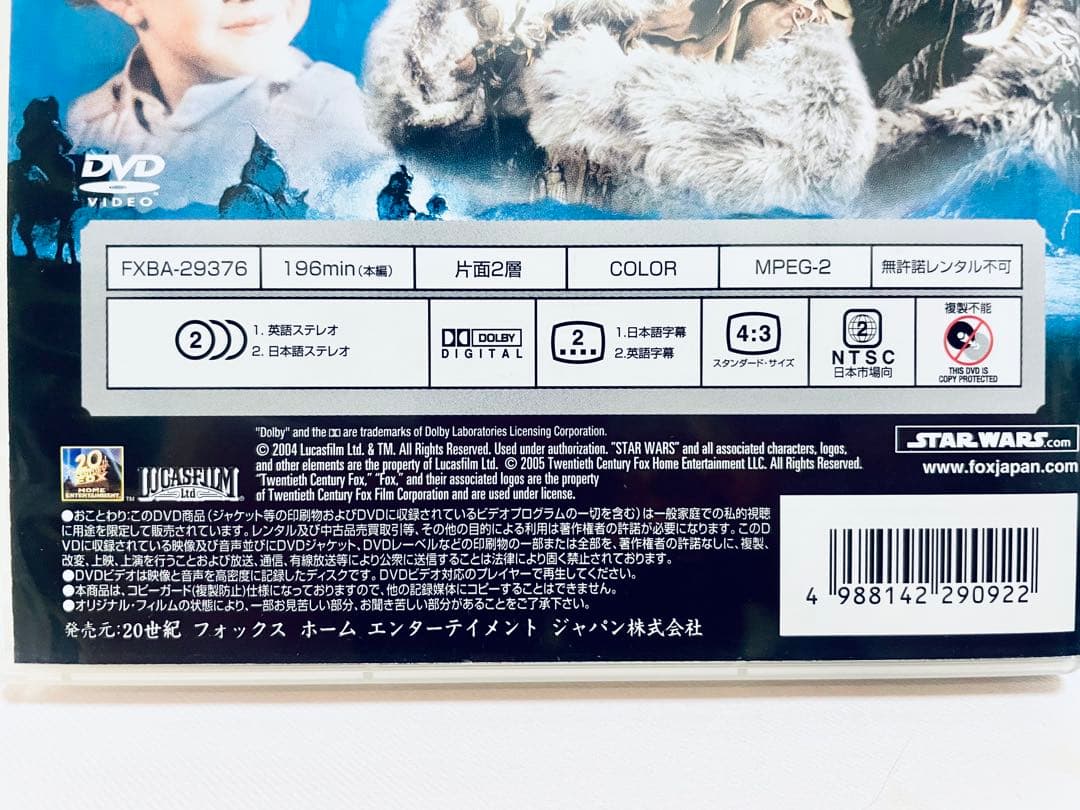 DVD
VIDEO
FXBA-29376 196min(本編) 片面2層 COLOR MPEG-2 無許諾レンタル不可
2 1. 英語ステレオ
2. 日本語ステレオ
DOLBY
DIGITAL
2 1.日本語字幕
2.英語字幕
4:3
スタンダード・サイズ
2
NTSC
日本市場向
複製不能
THIS DVD IS
COPY PROTECTED
"Dolby" and the are trademarks of Dolby Laboratories Licensing Corporation.
© 2004 Lucasfilm Ltd. & TM. All Rights Reserved. Used under authorization. "STAR WARS" and all associated characters, logos,
and other elements are the property of Lucasfilm Ltd. © 2005 Twentieth Century Fox Home Entertainment LLC. All Rights Reserved.
"Twentieth Century Fox," "Fox," and their associated logos are the property
of Twentieth Century Fox Film Corporation and are used under license.
20
CENTURY
FOX
HOME
ENTERTAINMENT
TM
LUCASFILM
Ltd
STAR WARS.com
www.foxjapan.com
●おことわり:このDVD商品(ジャケット等の印刷物およびDVDに収録されているビデオプログラムの一切を含む)は一般家庭での私的視聴
に用途を限定して販売されています。レンタル及び中古品売買取引等、その他の目的による利用は著作権者の許諾が必要になります。このD
VDに収録されている映像及び音声並びにDVDジャケット、DVDレーベルなどの印刷物の一部または全部を、著作権者の許諾なしに、複製、
改変、上映、上演を行うことおよび放送、通信、有線放送等により公衆に送信することは法律により固く禁止されております。
●DVDビデオは映像と音声を高密度に記録したディスクです。DVDビデオ対応のプレイヤーで再生してください。
●本商品は、コピーガード(複製防止)仕様になっておりますので、他の記録媒体にコピーすることはできません。
●オリジナル・フィルムの状態により、一部お見苦しい部分、お聞き苦しい部分があることをご了承下さい。
発売元:20世紀 フォックス ホーム エンターテイメント ジャパン株式会社
4 988142 290922